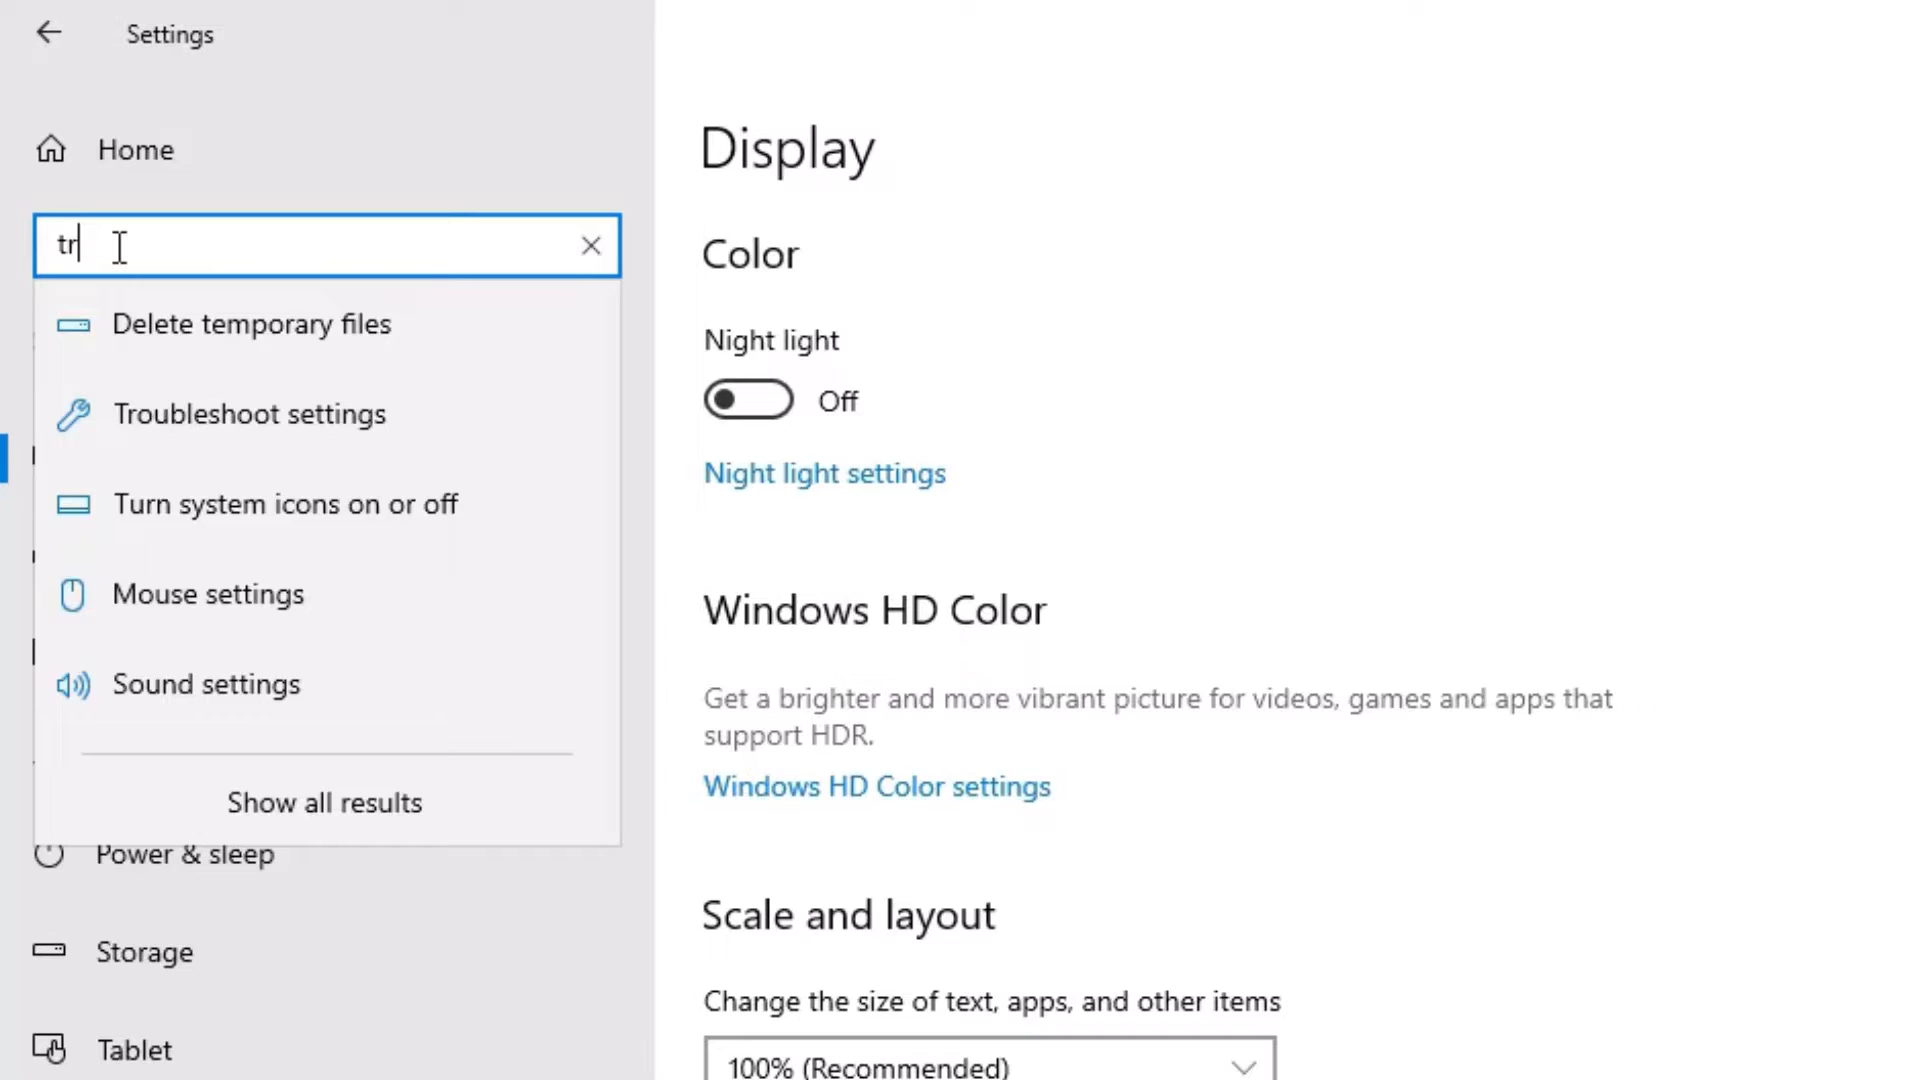 Settings
Home
tr
Delete temporary files
Troubleshoot settings
Turn system icons on or off
Mouse settings
Sound settings
Show all results
Power & sleep
Storage
Tablet
Display
Color
Night light
Off
Night light settings
Windows HD Color
Get a brighter and more vibrant picture for videos, games and apps that
support HDR.
Windows HD Color settings
Scale and layout
Change the size of text, apps, and other items
100% (Recommended)